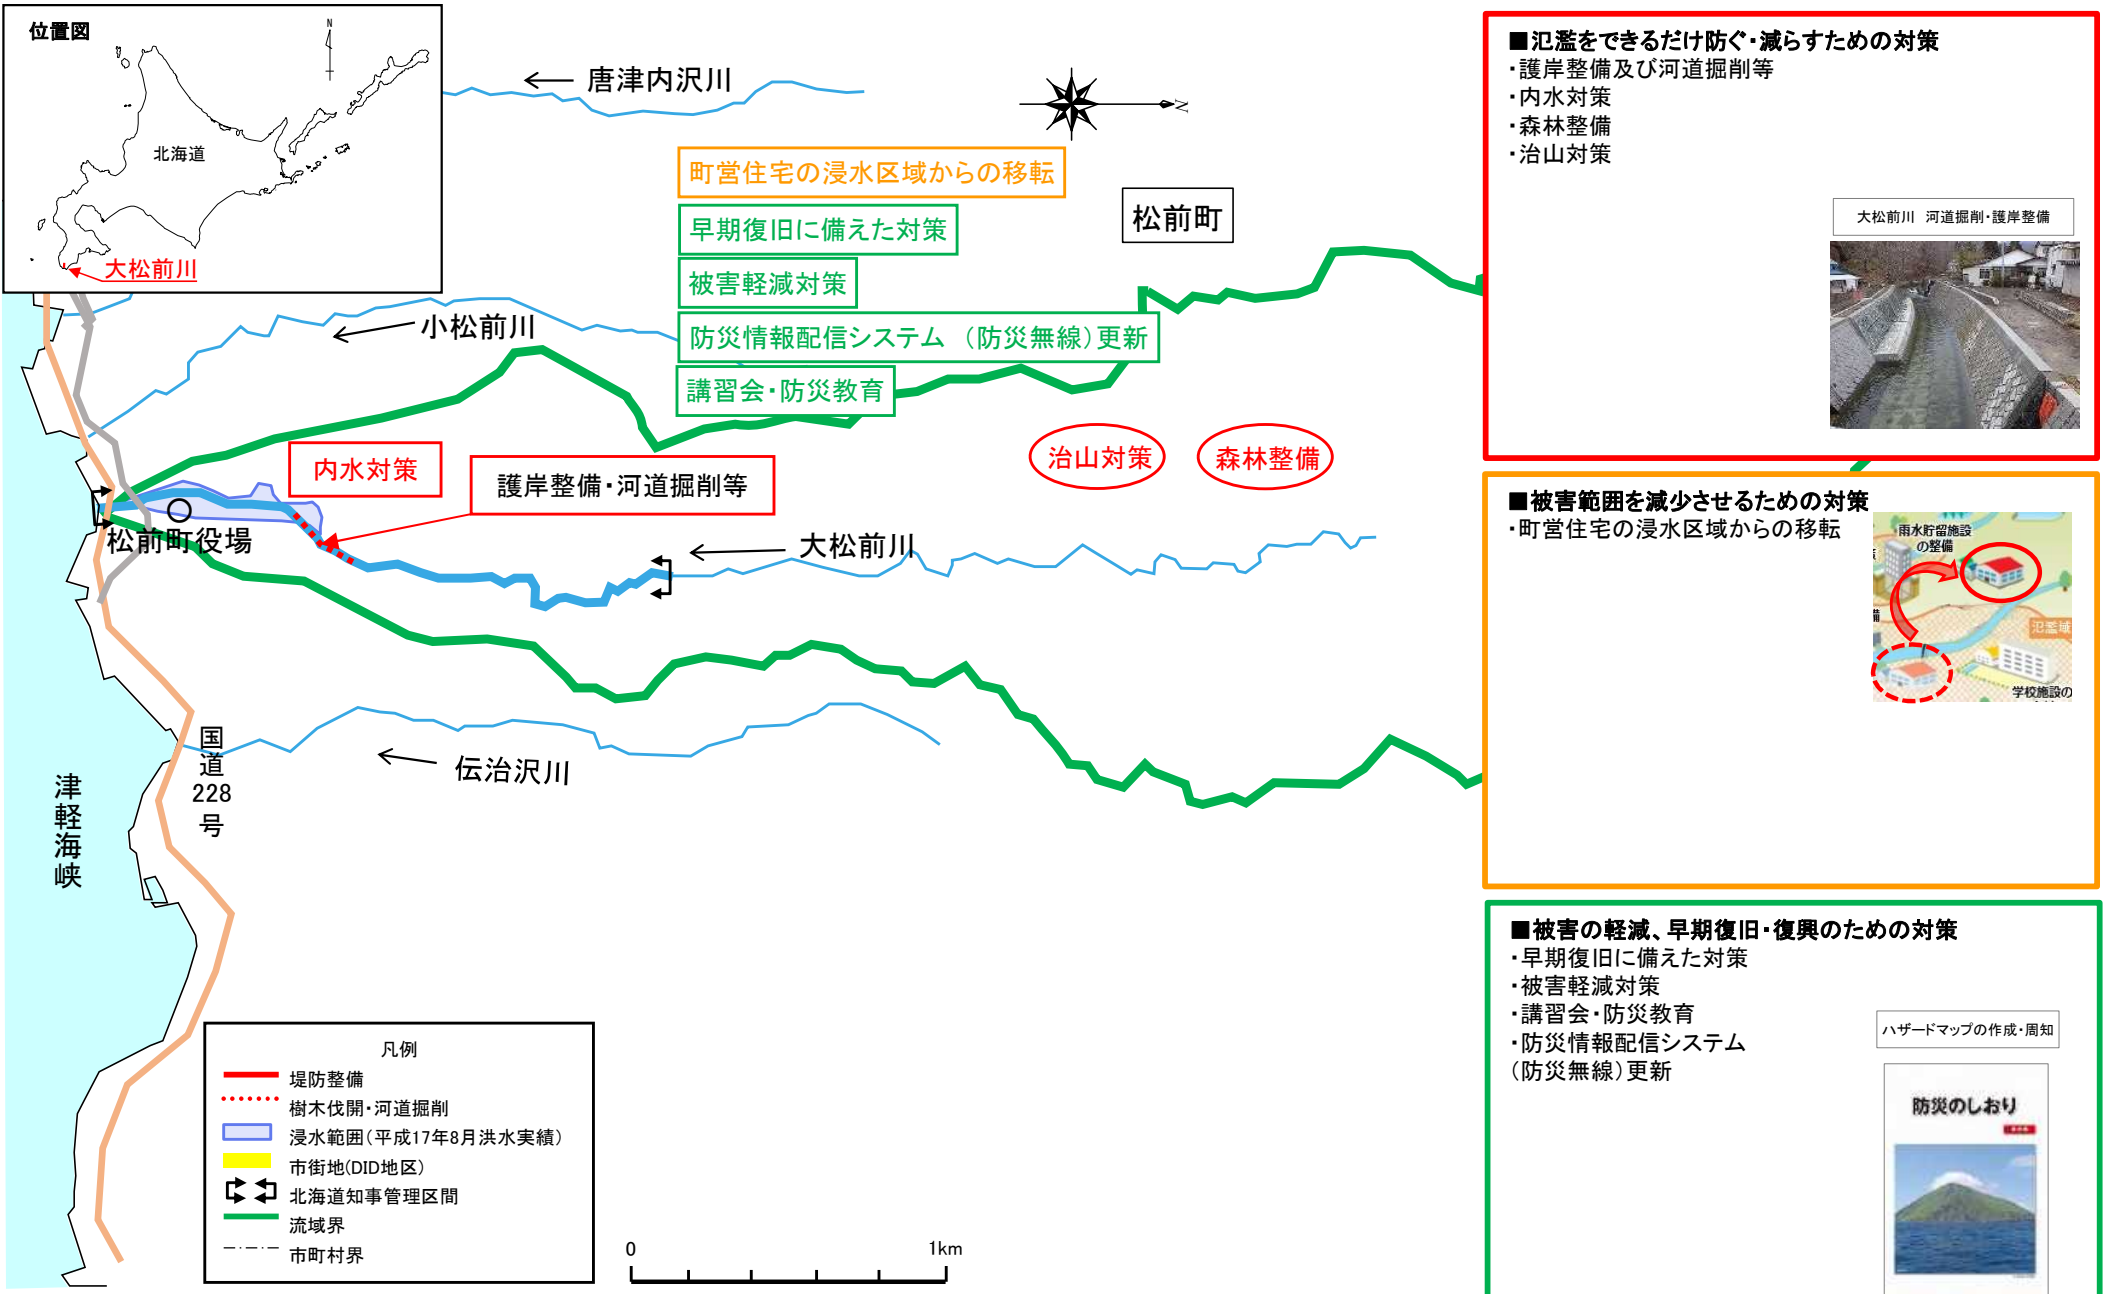 位置図
N
北海道
大松前川
唐津内沢川
N
町営住宅の浸水区域からの移転
松前町
早期復旧に備えた対策
被害軽減対策
小松前川
防災情報配信システム （防災無線）更新
講習会・防災教育
内水対策
護岸整備・河道掘削等
治山対策
森林整備
松前町役場
大松前川
国道228号
伝治沢川
津軽海峡
凡例
堤防整備
樹木伐開・河道掘削
浸水範囲（平成17年8月洪水実績）
市街地(DID地区）
北海道知事管理区間
流域界
市町村界
0
1km
■氾濫をできるだけ防ぐ・減らすための対策
・護岸整備及び河道掘削等
・内水対策
・森林整備
・治山対策
大松前川 河道掘削・護岸整備
■被害範囲を減少させるための対策
・町営住宅の浸水区域からの移転
雨水貯留施設
の整備
備
氾濫域
学校施設の
■被害の軽減、早期復旧・復興のための対策
・早期復旧に備えた対策
・被害軽減対策
・講習会・防災教育
・防災情報配信システム
（防災無線）更新
ハザードマップの作成・周知
防災のしおり